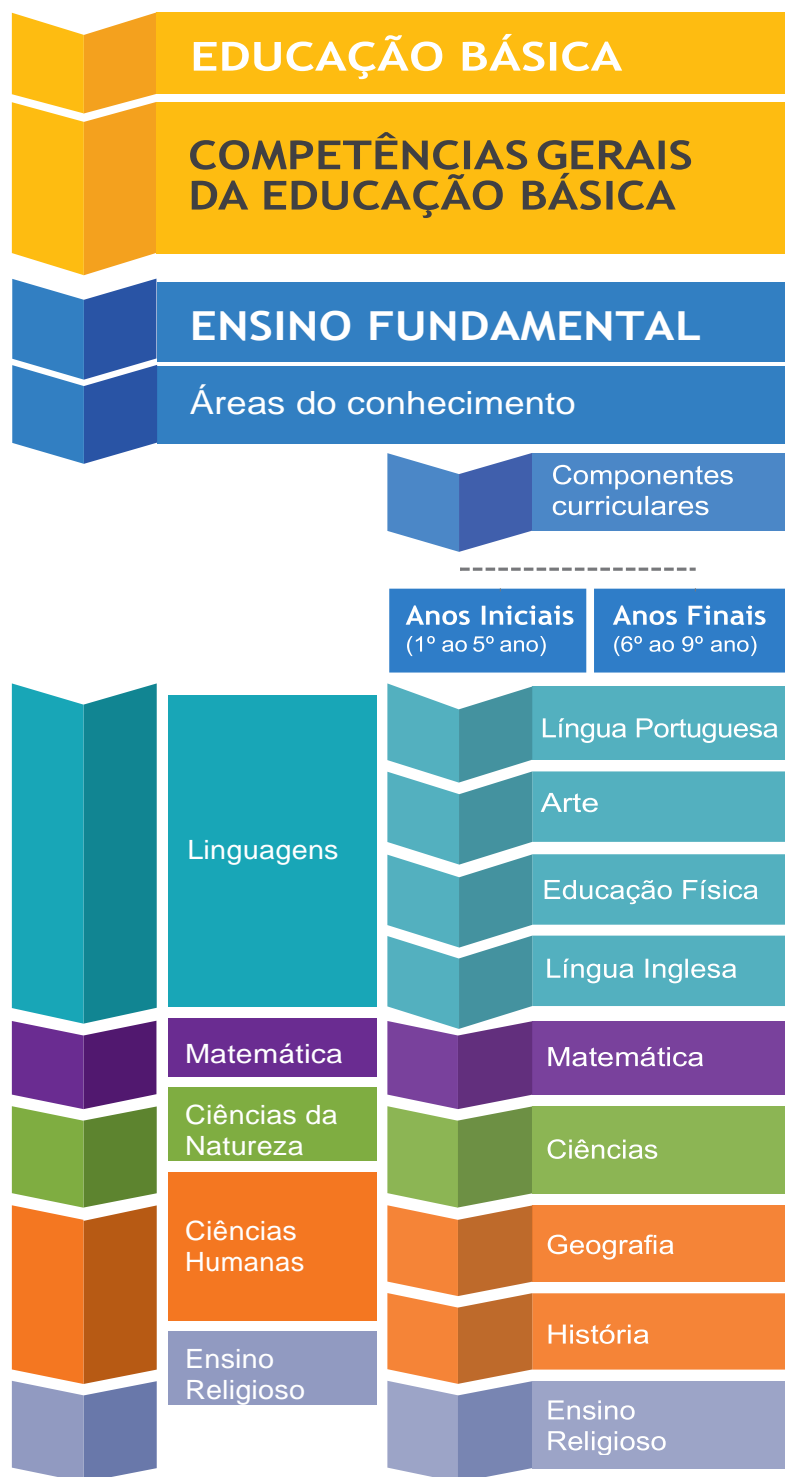 EDUCAÇÃO BÁSICA
COMPETÊNCIAS GERAIS
DA EDUCAÇÃO BÁSICA
ENSINO FUNDAMENTAL
Áreas do conhecimento
Componentes
curriculares
Anos Iniciais
(1º ao 5º ano)
Anos Finais
(6º ao 9º ano)
Linguagens
Língua Portuguesa
Arte
Educação Física
Língua Inglesa
Matemática
Matemática
Ciências da
Natureza
Ciências
Ciências
Humanas
Geografia
História
Ensino
Religioso
Ensino
Religioso